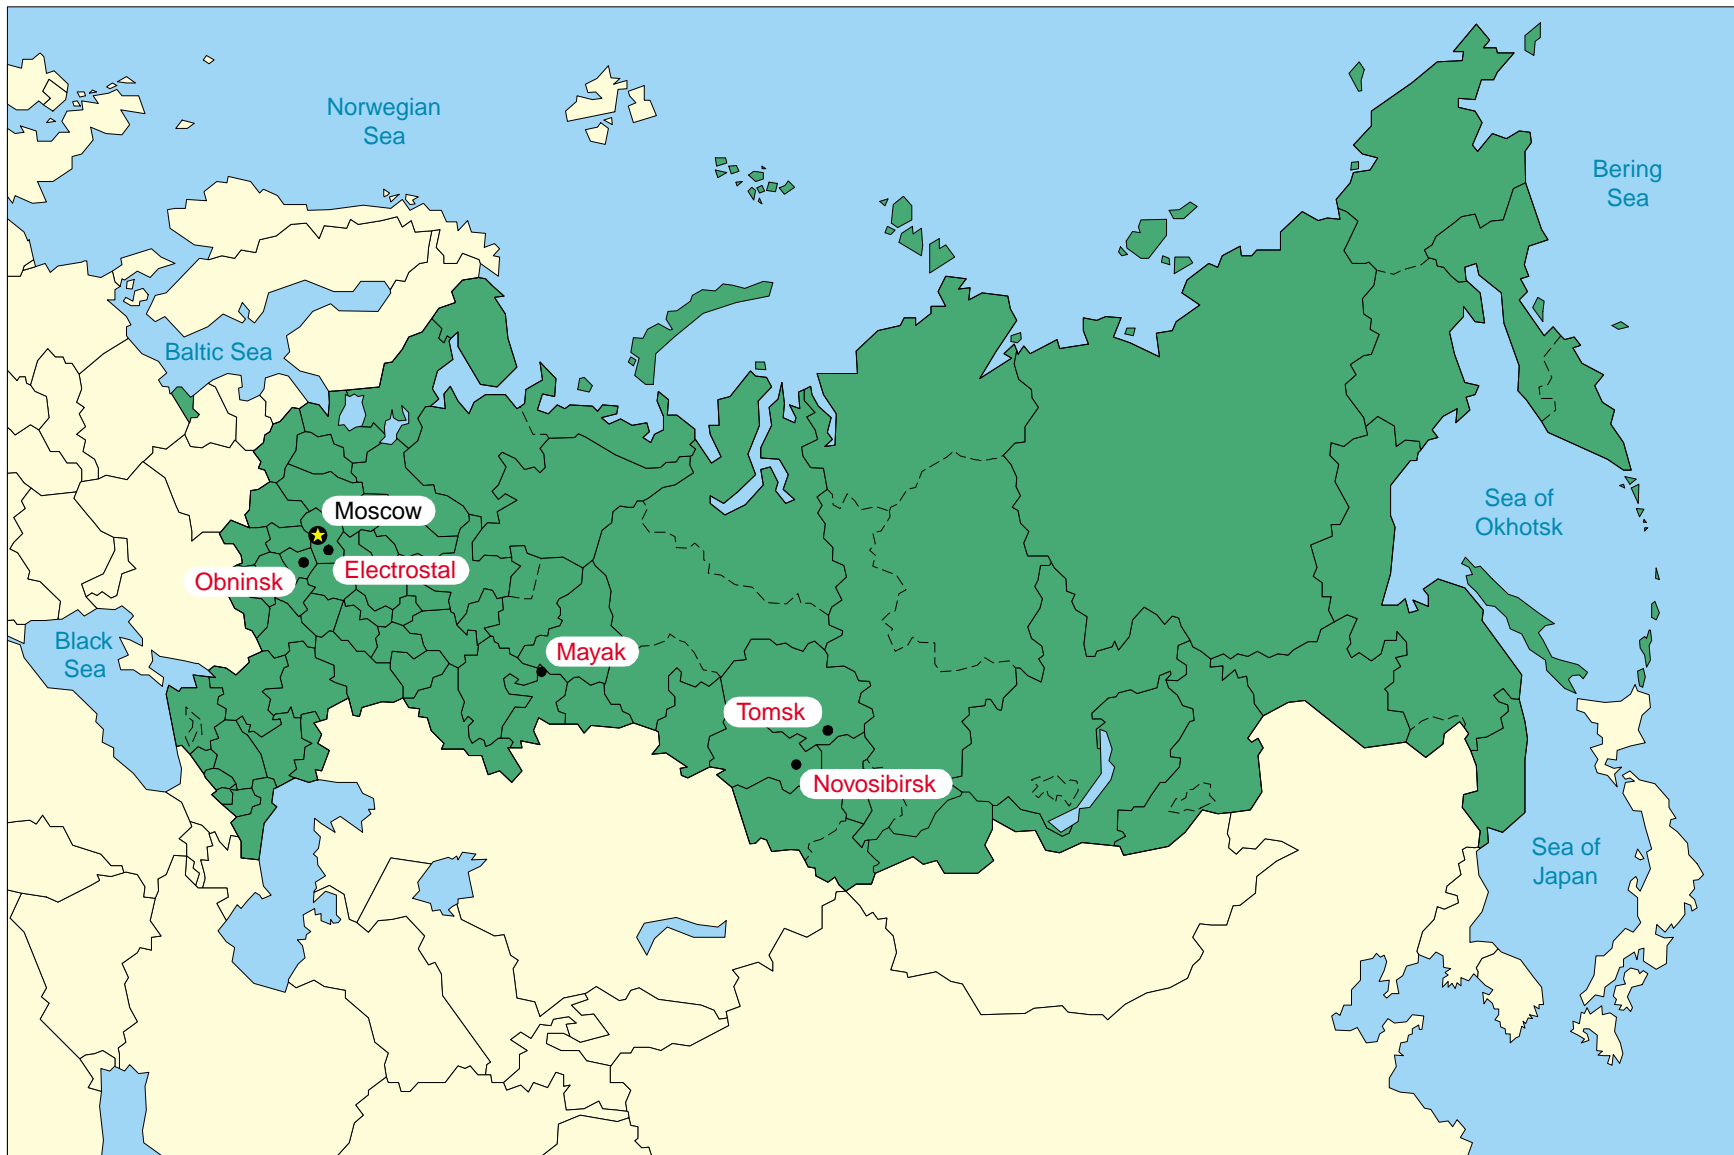 Norwegian
Sea
Bering
Sea
Baltic Sea
Moscow
Sea of
Okhotsk
Electrostal
Obninsk
Black
Sea
Mayak
Tomsk
Novosibirsk
Sea of
Japan